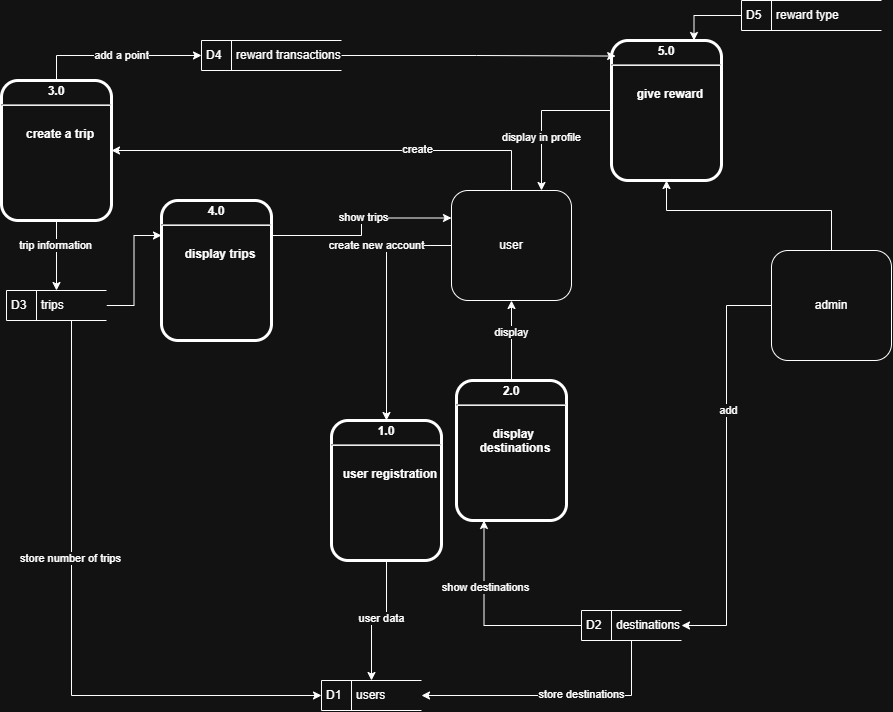 D5 reward type
5.0
add a point
D4 reward transactions
3.0
give reward
create a trip
display in profile
create
4.0
show trips
trip information
create new account
user
display trips
D3 trips
admin
display
2.0
add
1.0
display
destinations
user registration
store number of trips
show destinations
user data
D2 destinations
D1 users
store destinations